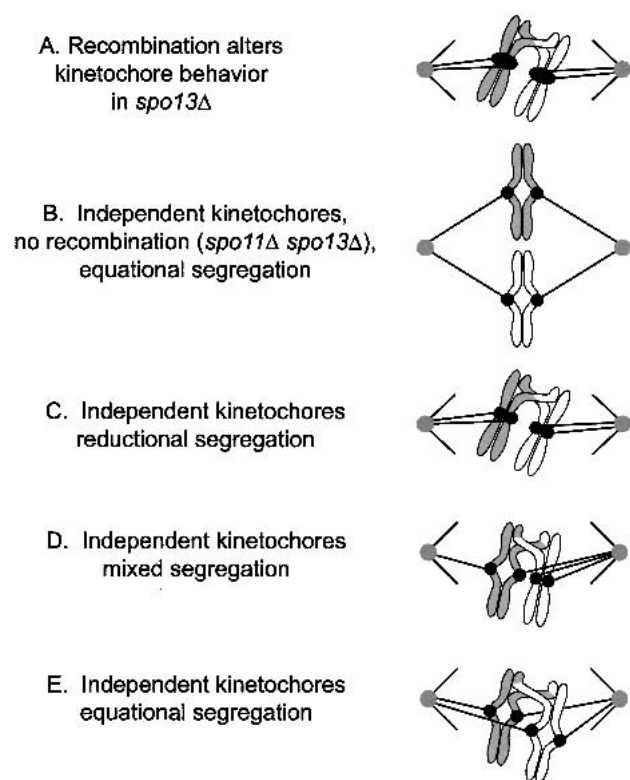 A. Recombination alters
kinetochore behavior
in spo13Δ
B. Independent kinetochores,
no recombination (spo11Δ spo13Δ),
equational segregation
C. Independent kinetochores
reductional segregation
D. Independent kinetochores
mixed segregation
E. Independent kinetochores
equational segregation